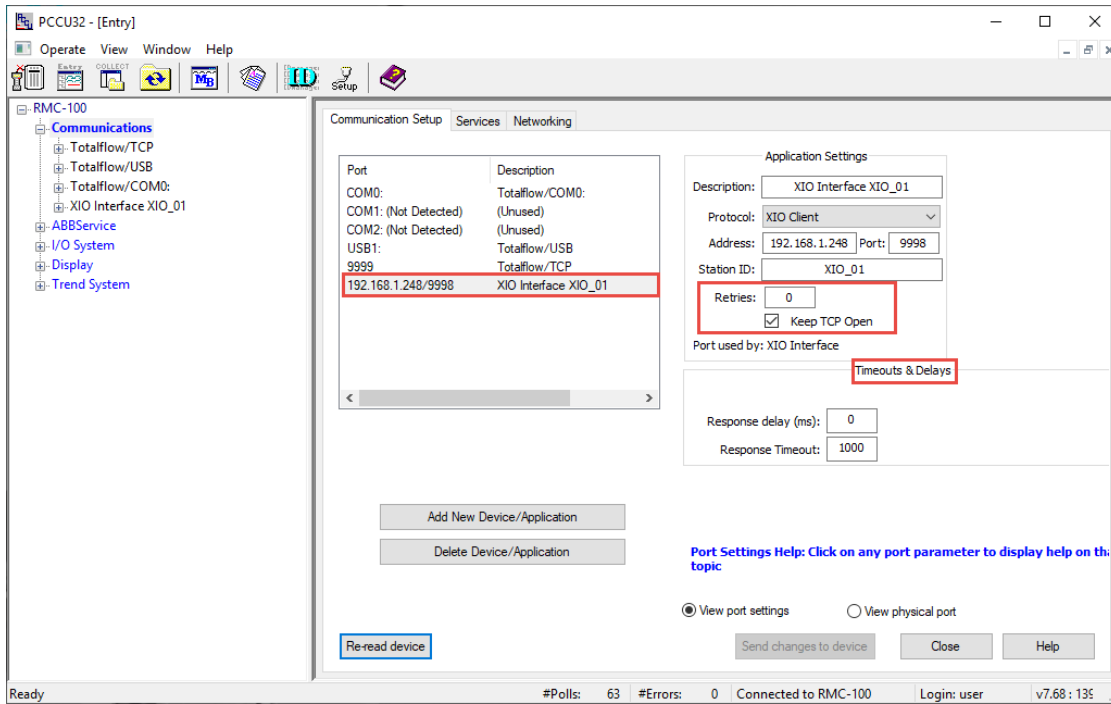 PCCU32 - [Entry]
Operate View Window Help
Entry COLLECT MB ID Setup
RMC-100
Communications
Totalflow/TCP
Totalflow/USB
Totalflow/COM0:
XIO Interface XIO_01
ABBService
I/O System
Display
Trend System
Communication Setup Services Networking
Port Description
COM0: Totalflow/COM0:
COM1: (Not Detected) (Unused)
COM2: (Not Detected) (Unused)
USB1: Totalflow/USB
9999 Totalflow/TCP
192.168.1.248/9998 XIO Interface XIO_01
Add New Device/Application
Delete Device/Application
Re-read device
Application Settings
Description: XIO Interface XIO_01
Protocol: XIO Client
Address: 192.168.1.248 Port: 9998
Station ID: XIO_01
Retries: 0
Keep TCP Open
Port used by: XIO Interface
Timeouts & Delays
Response delay (ms): 0
Response Timeout: 1000
Port Settings Help: Click on any port parameter to display help on tha
topic
View port settings View physical port
Send changes to device Close Help
Ready #Polls: 63 #Errors: 0 Connected to RMC-100 Login: user v7.68 : 139